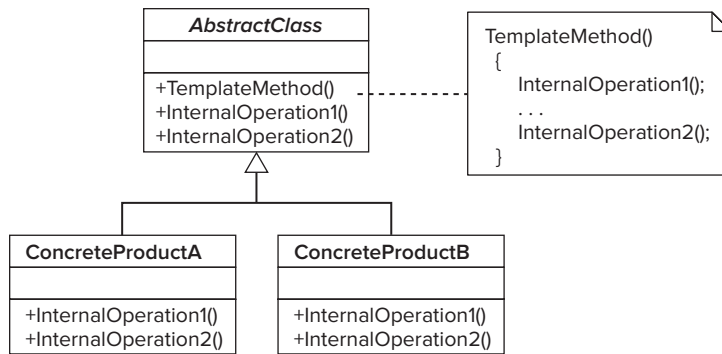 AbstractClass
+TemplateMethod()
+InternalOperation1()
+InternalOperation2()
TemplateMethod()
{
InternalOperation1();
. . .
InternalOperation2();
}
ConcreteProductA
+InternalOperation1()
+InternalOperation2()
ConcreteProductB
+InternalOperation1()
+InternalOperation2()